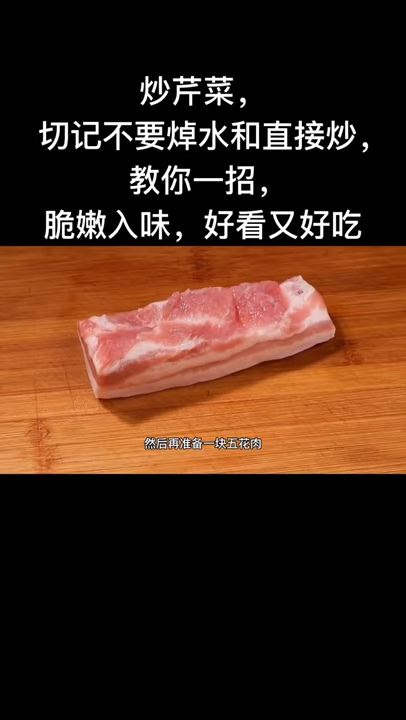 炒芹菜，
切记不要焯水和直接炒，
教你一招，
脆嫩入味，好看又好吃
然后再准备一块五花肉